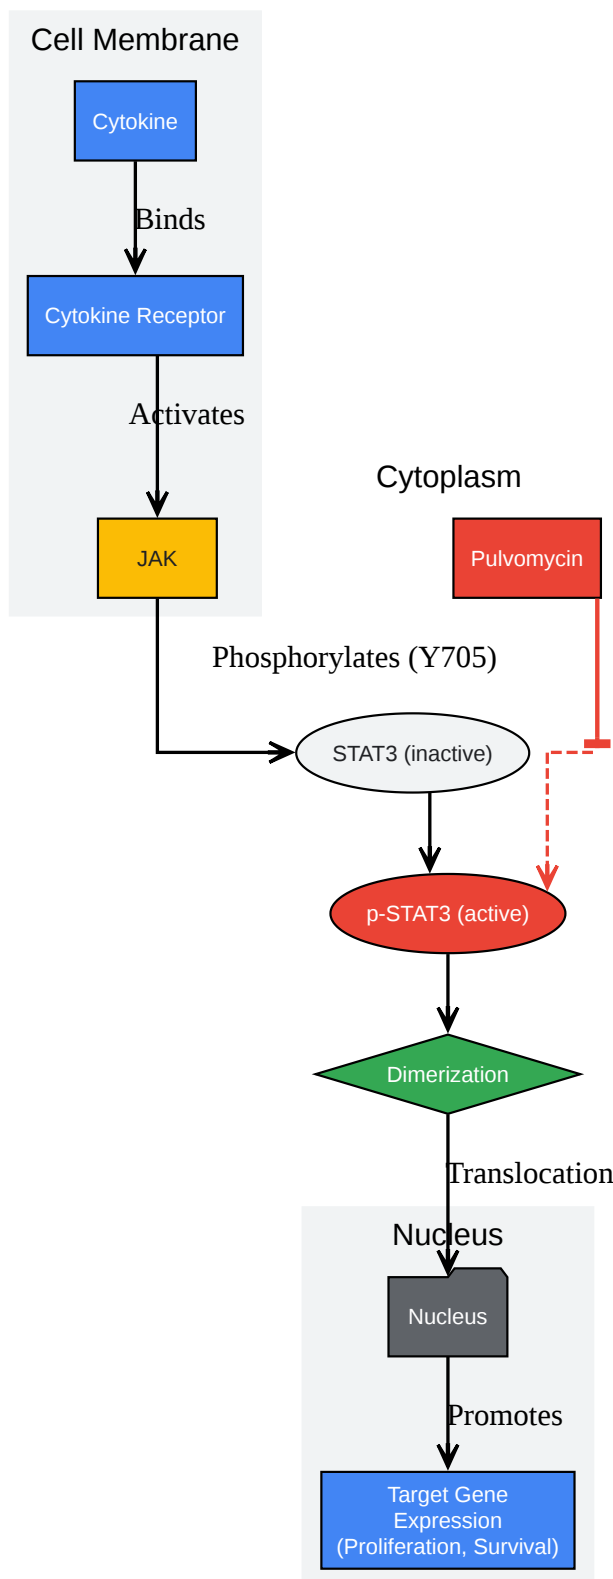 Cell Membrane
Cytokine
Binds
Cytokine Receptor
Activates
Cytoplasm
JAK
Pulvomycin
Phosphorylates (Y705)
STAT3 (inactive)
p-STAT3 (active)
Dimerization
Translocation
Nucleus
Nucleus
Promotes
Target Gene
Expression
(Proliferation, Survival)